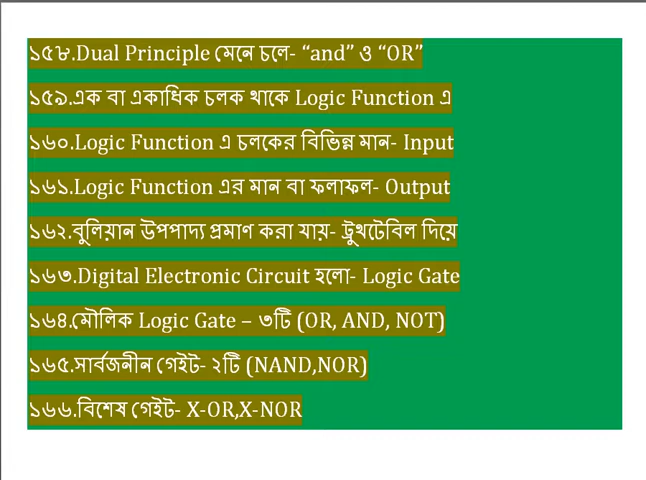 ১৫৮.Dual Principle মেনে চলে- “and” ও “OR”
১৫৯.এক বা একাধিক চলক থাকে Logic Function এ
১৬০.Logic Function এ চলকের বিভিন্ন মান- Input
১৬১.Logic Function এর মান বা ফলাফল- Output
১৬২.বুলিয়ান উপপাদ্য প্রমাণ করা যায়- ট্রুথটেবিল দিয়ে
১৬৩.Digital Electronic Circuit হলো- Logic Gate
১৬৪.মৌলিক Logic Gate – ৩টি (OR, AND, NOT)
১৬৫.সার্বজনীন গেইট- ২টি (NAND,NOR)
১৬৬.বিশেষ গেইট- X-OR,X-NOR